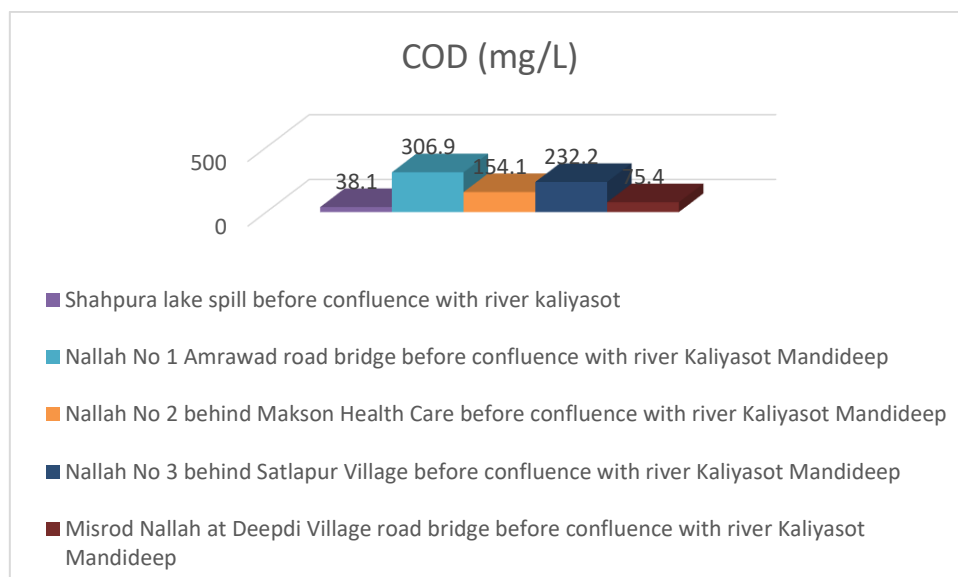 COD (mg/L)
500
0
38.1
306.9
154.1
232.2
75.4
Shahpura lake spill before confluence with river kaliyasot
Nallah No 1 Amrawad road bridge before confluence with river Kaliyasot Mandideep
Nallah No 2 behind Makson Health Care before confluence with river Kaliyasot Mandideep
Nallah No 3 behind Satlapur Village before confluence with river Kaliyasot Mandideep
Misrod Nallah at Deepdi Village road bridge before confluence with river Kaliyasot
Mandideep